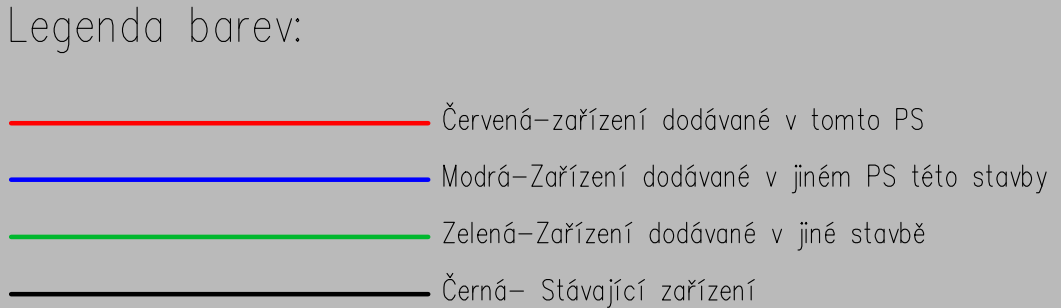 Legenda barev:
Červená-zařízení dodávané v tomto PS
Modrá-Zařízení dodávané v jiném PS této stavby
Zelená-Zařízení dodávané v jiné stavbě
Černá- Stávající zařízení